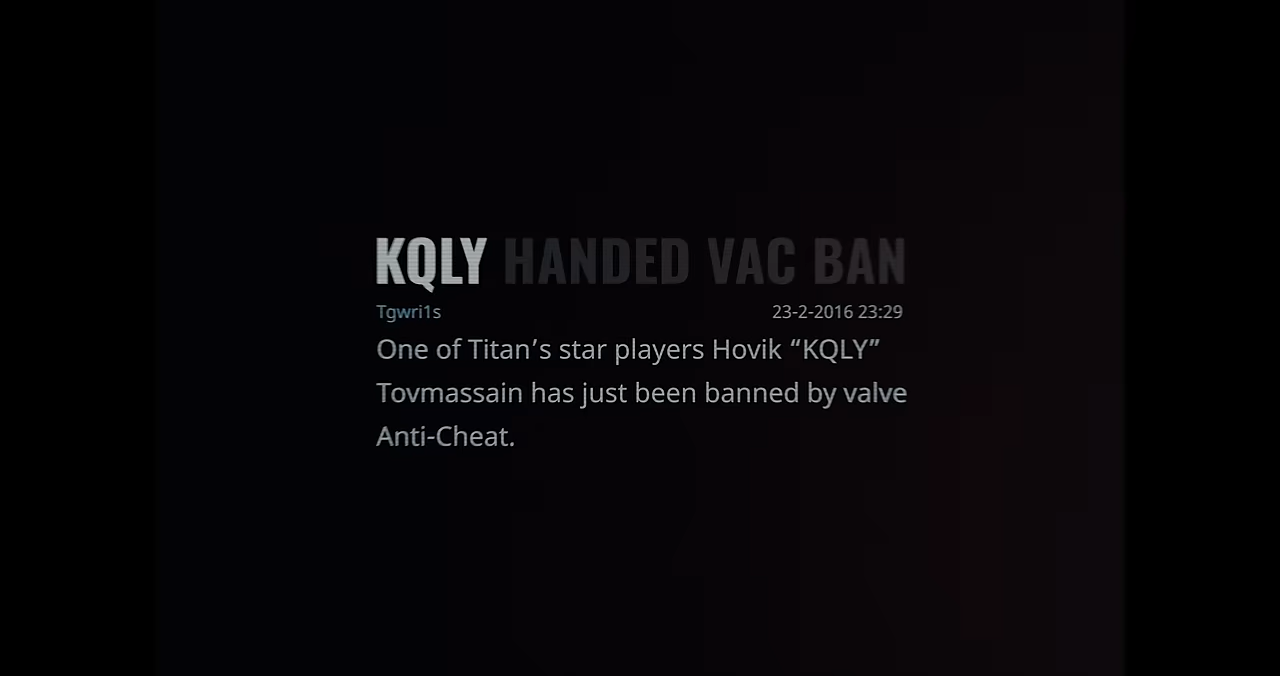 KQLY HANDED VAC BAN
Tgwri1s 23-2-2016 23:29
One of Titan’s star players Hovik “KQLY”
Tovmassain has just been banned by valve
Anti-Cheat.